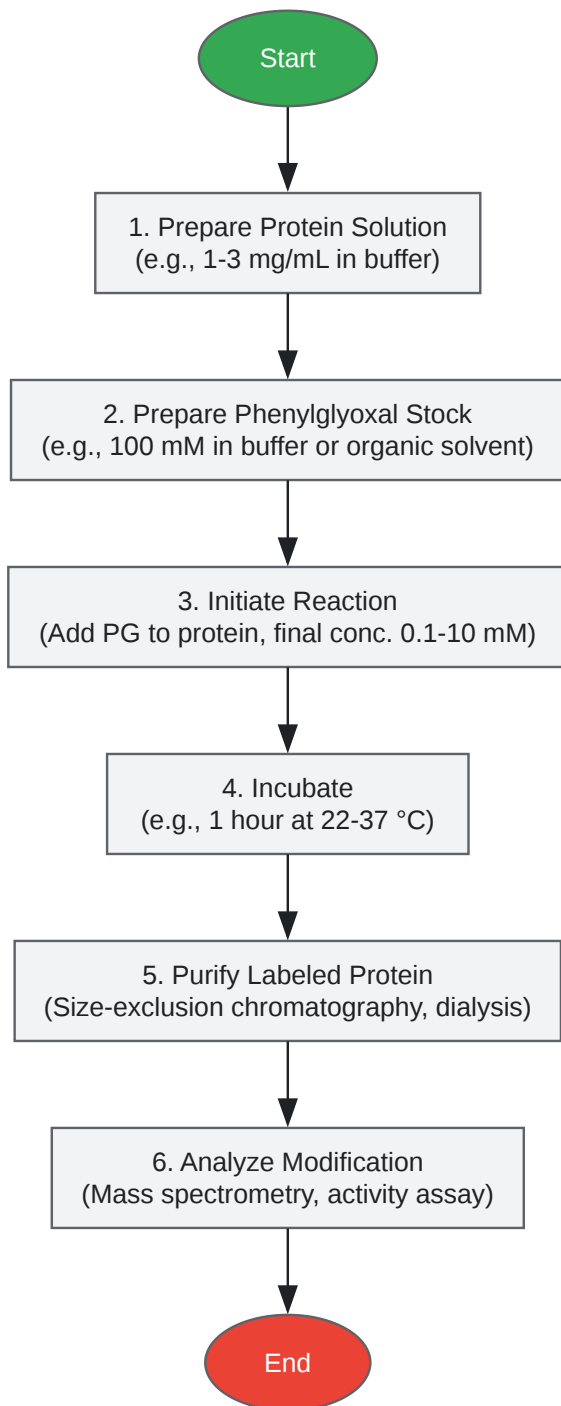 Start
1. Prepare Protein Solution
(e.g., 1-3 mg/mL in buffer)
2. Prepare Phenylglyoxal Stock
(e.g., 100 mM in buffer or organic solvent)
3. Initiate Reaction
(Add PG to protein, final conc. 0.1-10 mM)
4. Incubate
(e.g., 1 hour at 22-37 °C)
5. Purify Labeled Protein
(Size-exclusion chromatography, dialysis)
6. Analyze Modification
(Mass spectrometry, activity assay)
End